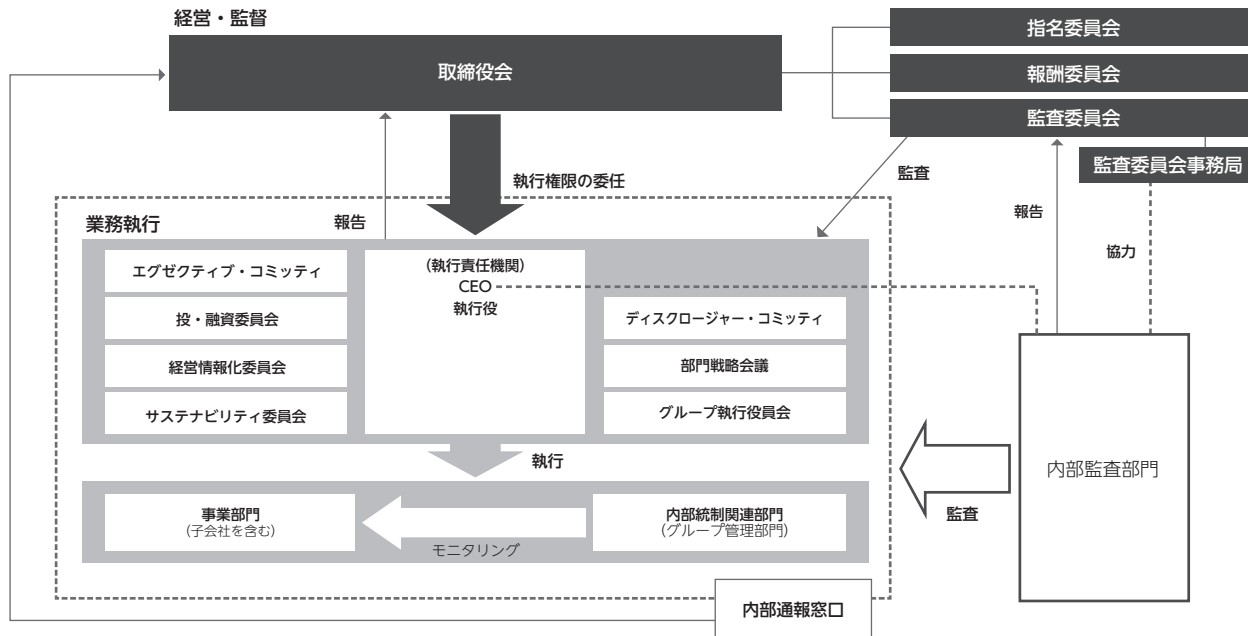 経営・監督
取締役会
指名委員会
報酬委員会
監査委員会
監査委員会事務局
執行権限の委任
監査
報告
協力
業務執行
報告
エグゼクティブ・コミッティ
投・融資委員会
経営情報化委員会
サステナビリティ委員会
(執行責任機関)
CEO
執行役
ディスクロージャー・コミッティ
部門戦略会議
グループ執行役員会
執行
内部監査部門
監査
事業部門
(子会社を含む)
モニタリング
内部統制関連部門
(グループ管理部門)
内部通報窓口